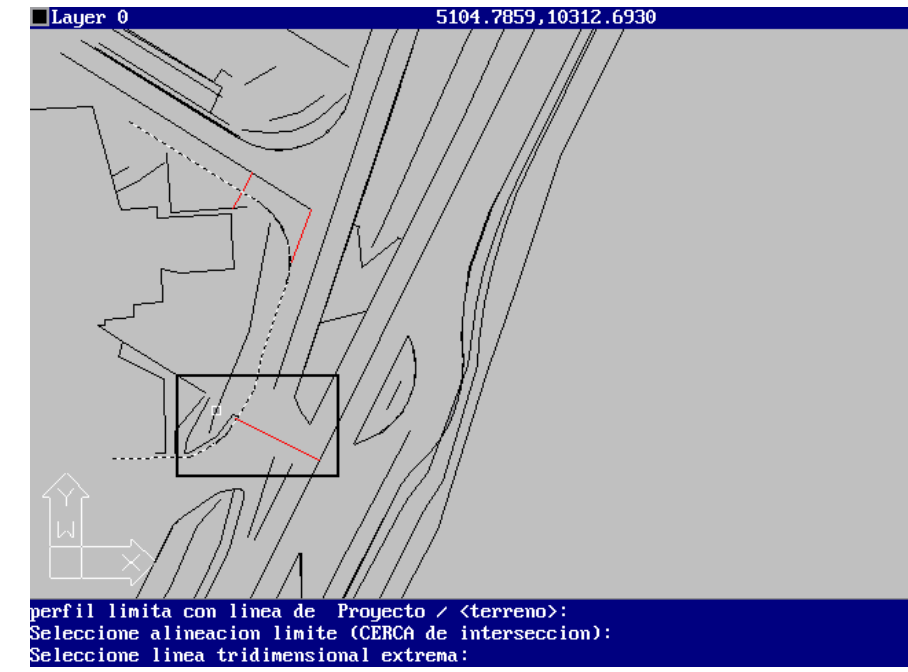 Layer 0 5104.7859,10312.6930
Y
W
X
perfil limita con linea de Proyecto / <terreno>:
Seleccione alineacion limite (CERCA de interseccion):
Seleccione linea tridimensional extrema: